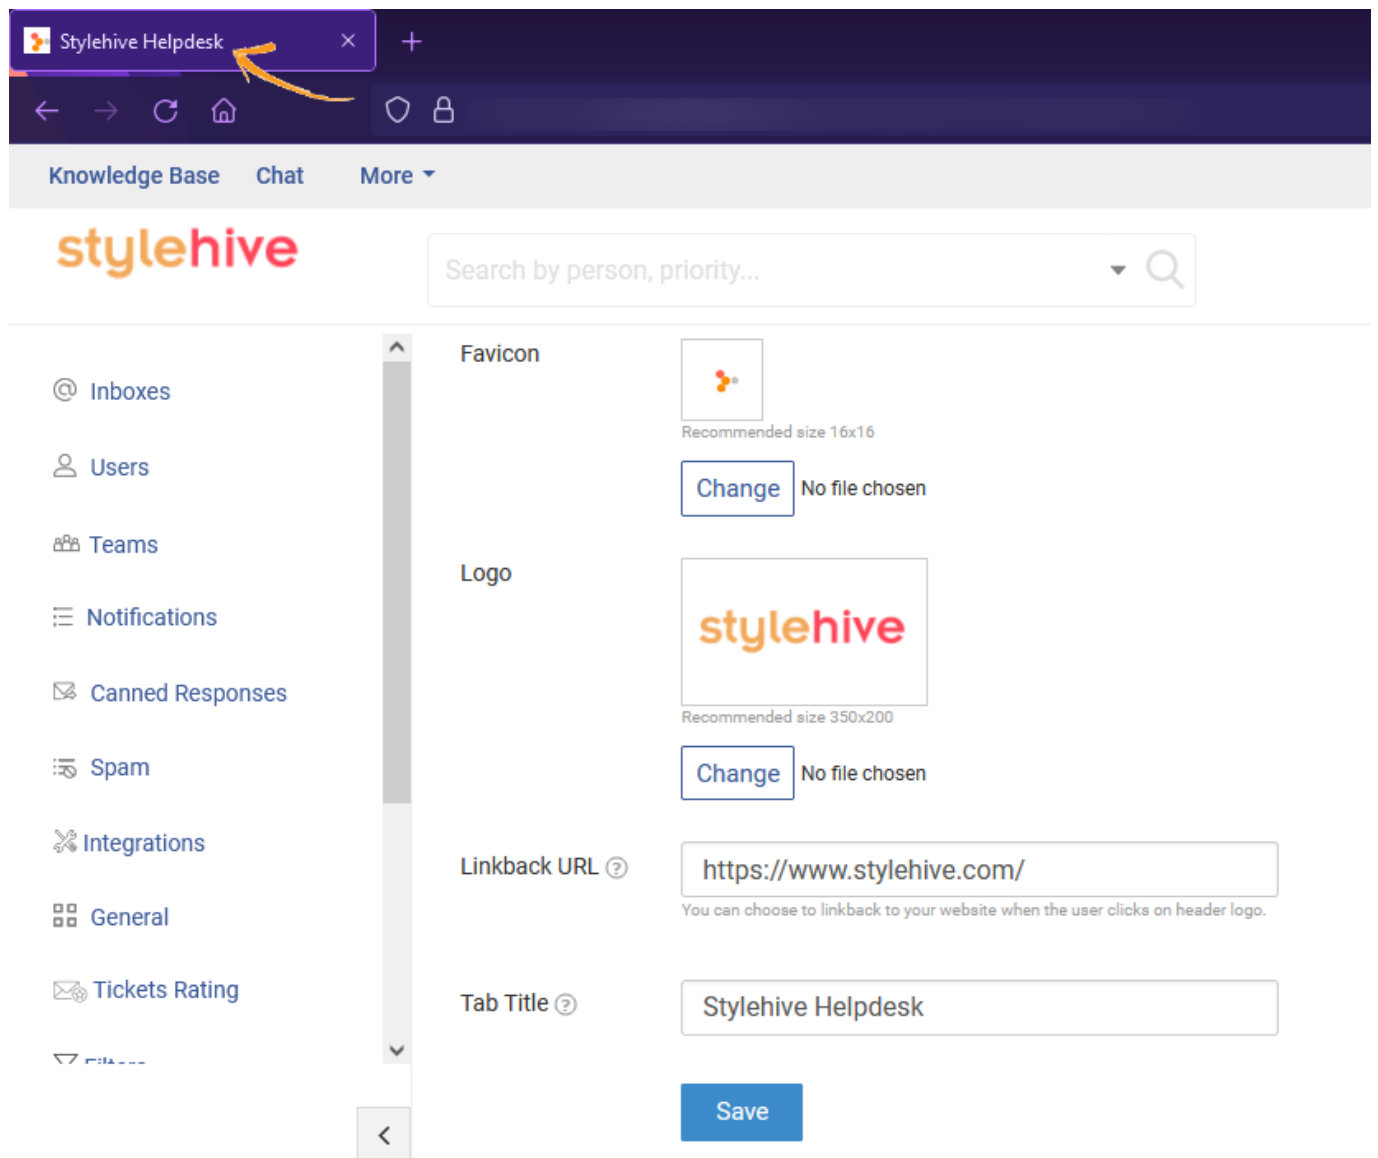 Stylehive Helpdesk
Knowledge Base Chat More
stylehive
Search by person, priority...
Inboxes
Users
Teams
Notifications
Canned Responses
Spam
Integrations
General
Tickets Rating
Filters
Favicon
Recommended size 16x16
Change No file chosen
Logo
stylehive
Recommended size 350x200
Change No file chosen
Linkback URL ? https://www.stylehive.com/
You can choose to linkback to your website when the user clicks on header logo.
Tab Title ? Stylehive Helpdesk
Save